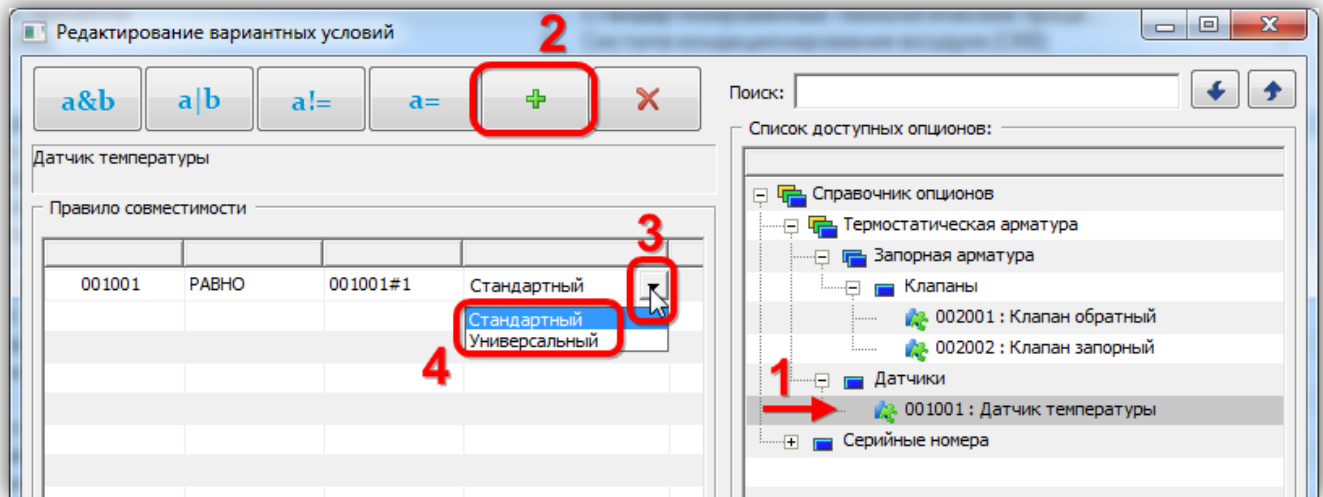 Редактирование вариантных условий
2
a&b
a|b
a!=
a=
Поиск:
Список доступных опционов:
Датчик температуры
Справочник опционов
Правило совместимости
Термостатическая арматура
3
Запорная арматура
001001 РАВНО 001001#1 Стандартный
Клапаны
Стандартный
002001 : Клапан обратный
Универсальный
002002 : Клапан запорный
4
1
Датчики
001001 : Датчик температуры
Серийные номера